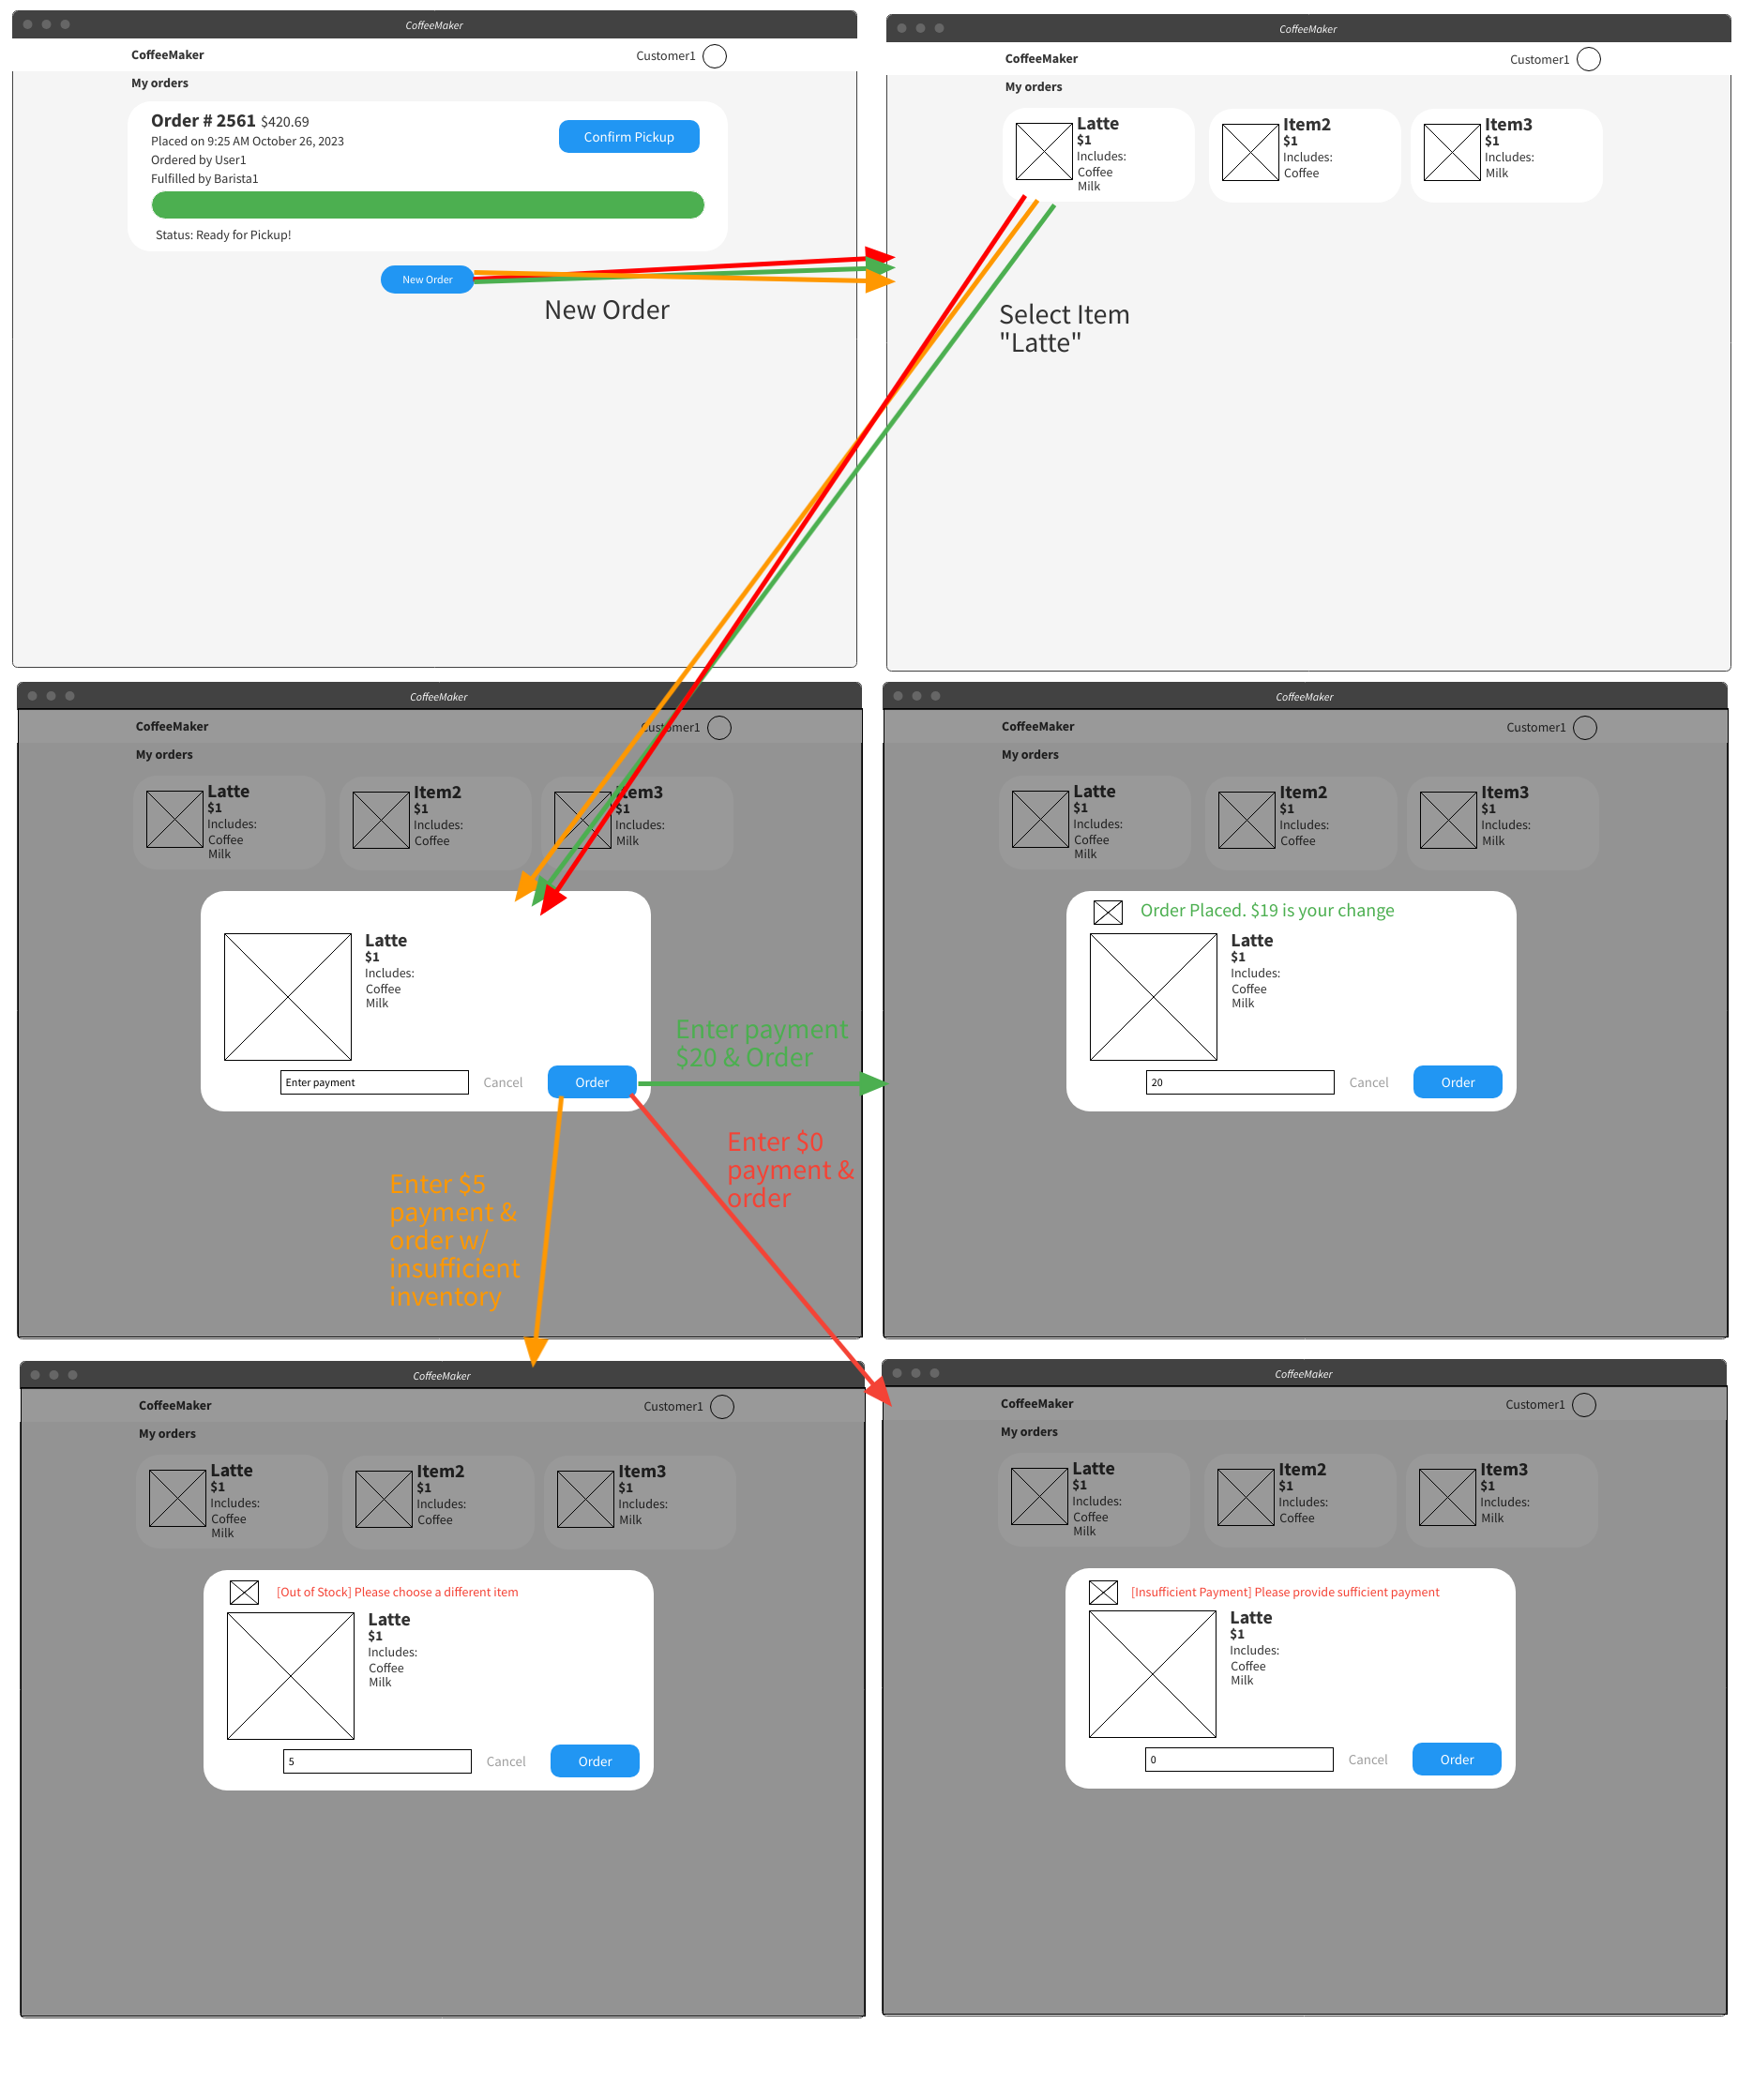 CoffeeMaker
CoffeeMaker
Customer1
My orders
Order # 2561 $420.69
Confirm Pickup
Placed on 9:25 AM October 26, 2023
Ordered by User1
Fulfilled by Barista1
Status: Ready for Pickup!
New Order
New Order
CoffeeMaker
CoffeeMaker
Customer1
My orders
Latte
$1
Includes:
Coffee
Milk
Item2
$1
Includes:
Coffee
Item3
$1
Includes:
Milk
Select Item
"Latte"
CoffeeMaker
CoffeeMaker
Customer1
My orders
Latte
$1
Includes:
Coffee
Milk
Item2
$1
Includes:
Coffee
Item3
$1
Includes:
Milk
Latte
$1
Includes:
Coffee
Milk
Enter payment
Cancel
Order
Enter payment
$20 & Order
Enter $0
payment &
order
Enter $5
payment &
order w/
insufficient
inventory
CoffeeMaker
CoffeeMaker
Customer1
My orders
Latte
$1
Includes:
Coffee
Milk
Item2
$1
Includes:
Coffee
Item3
$1
Includes:
Milk
Order Placed. $19 is your change
Latte
$1
Includes:
Coffee
Milk
20
Cancel
Order
CoffeeMaker
CoffeeMaker
Customer1
My orders
Latte
$1
Includes:
Coffee
Milk
Item2
$1
Includes:
Coffee
Item3
$1
Includes:
Milk
[Out of Stock] Please choose a different item
Latte
$1
Includes:
Coffee
Milk
5
Cancel
Order
CoffeeMaker
CoffeeMaker
Customer1
My orders
Latte
$1
Includes:
Coffee
Milk
Item2
$1
Includes:
Coffee
Item3
$1
Includes:
Milk
[Insufficient Payment] Please provide sufficient payment
Latte
$1
Includes:
Coffee
Milk
0
Cancel
Order